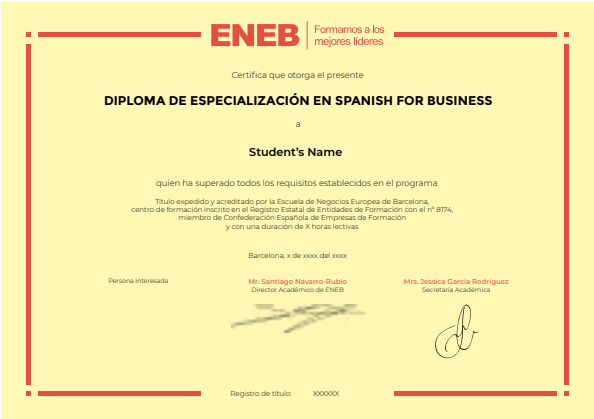 ENEB
Formamos a los
mejores líderes
Certifica que otorga el presente
DIPLOMA DE ESPECIALIZACIÓN EN SPANISH FOR BUSINESS
a
Student's Name
quien ha superado todos los requisitos establecidos en el programa.
Título expedido y acreditado por la Escuela de Negocios Europea de Barcelona,
centro de formación inscrito en el Registro Estatal de Entidades de Formación con el nº 8174,
miembro de Confederación Española de Empresas de Formación
y con una duración de X horas lectivas
Barcelona, x de xxxx del xxxx
Persona interesada
Mr. Santiago Navarro-Rubio
Director Académico de ENEB
Mrs. Jessica García Rodríguez
Secretaria Académica
Registro de título: XXXXXX